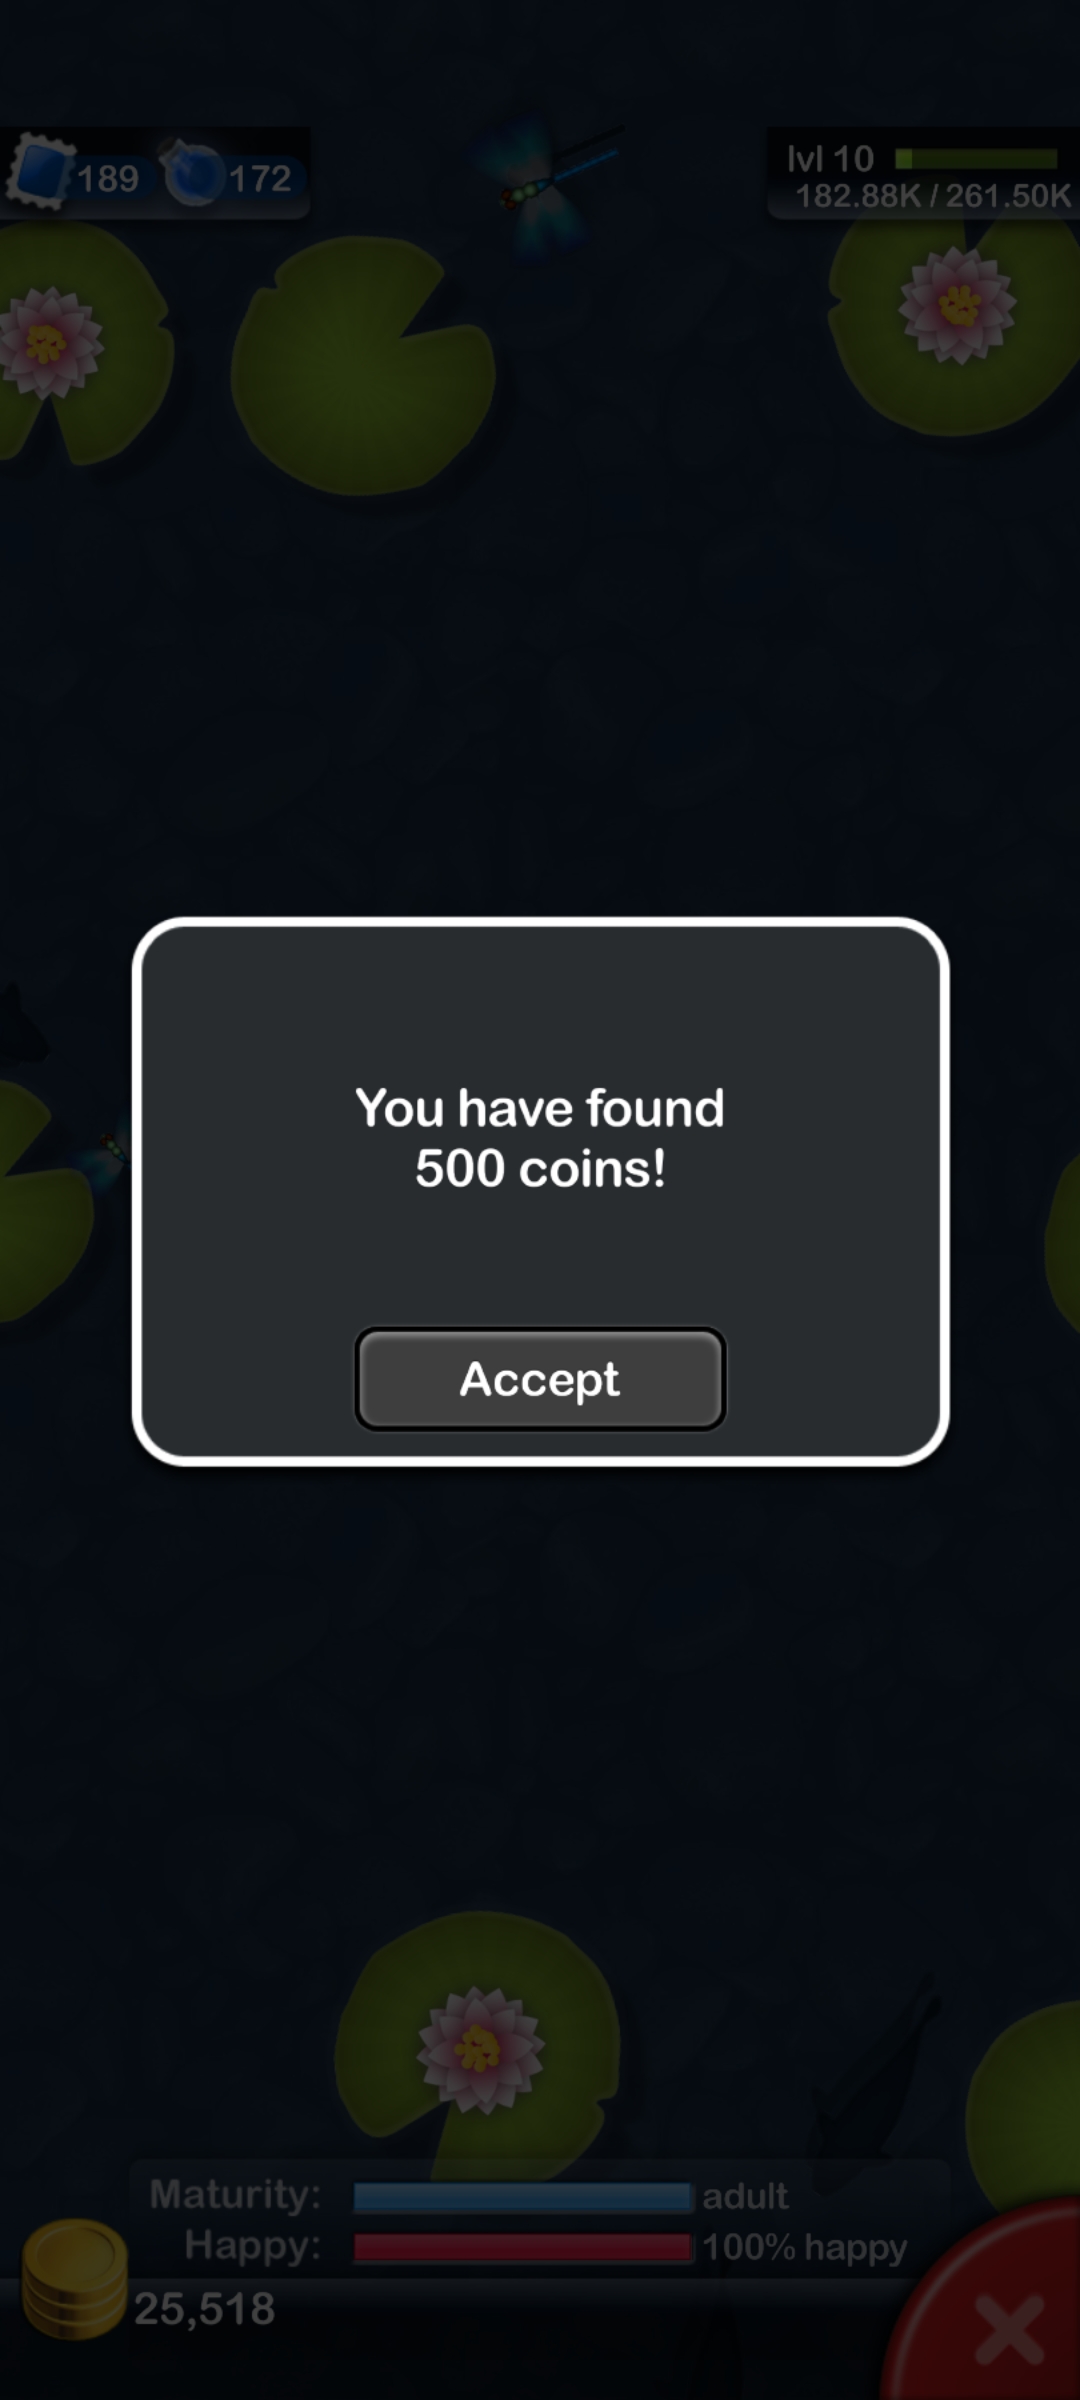 189 172
lvl 10
182.88K / 261.50K
You have found
500 coins!
Accept
Maturity: adult
Happy: 100% happy
25,518